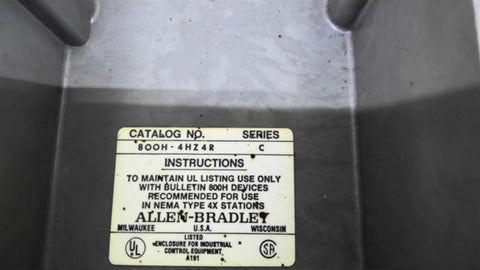 CATALOG NO. SERIES
800H-4HZ4R C
INSTRUCTIONS
TO MAINTAIN UL LISTING USE ONLY
WITH BULLETIN 800H DEVICES
RECOMMENDED FOR USE
IN NEMA TYPE 4X STATIONS
ALLEN-BRADLEY
MILWAUKEE U.S.A. WISCONSIN
LISTED
UL ENCLOSURE FOR INDUSTRIAL SA
CONTROL EQUIPMENT.
A191